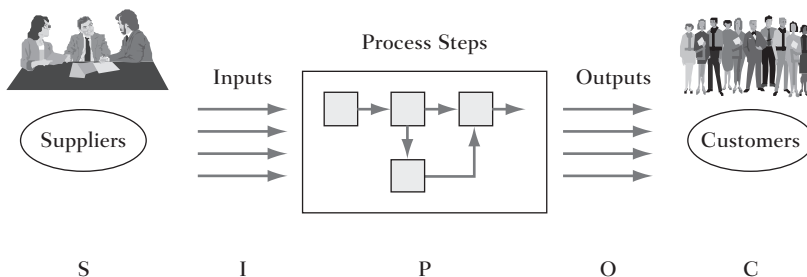 Process Steps
Inputs
Outputs
Suppliers
Customers
S I P O C